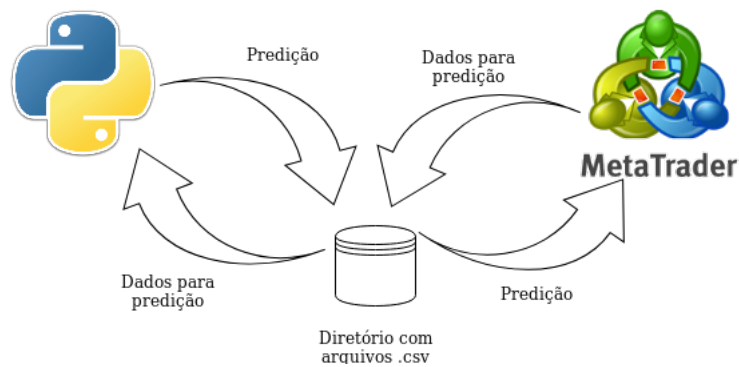 Predição
Dados para
predição
MetaTrader
Dados para
predição
Predição
Diretório com
arquivos .csv